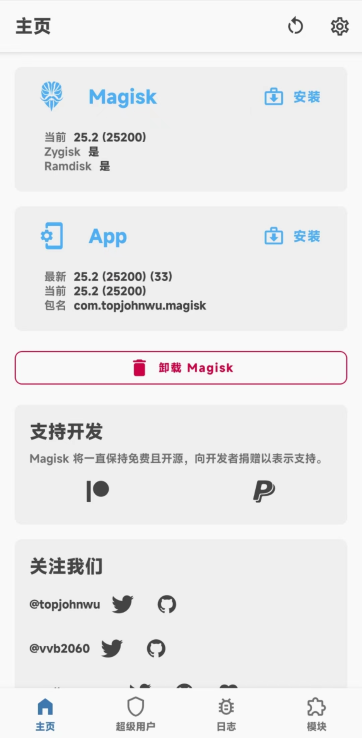 主页
Magisk
安装
当前 25.2 (25200)
Zygisk 是
Ramdisk 是
App
安装
最新 25.2 (25200) (33)
当前 25.2 (25200)
包名 com.topjohnwu.magisk
卸载 Magisk
支持开发
Magisk 将一直保持免费且开源，向开发者捐赠以表示支持。
关注我们
@topjohnwu
@vvb2060
主页
超级用户
日志
模块